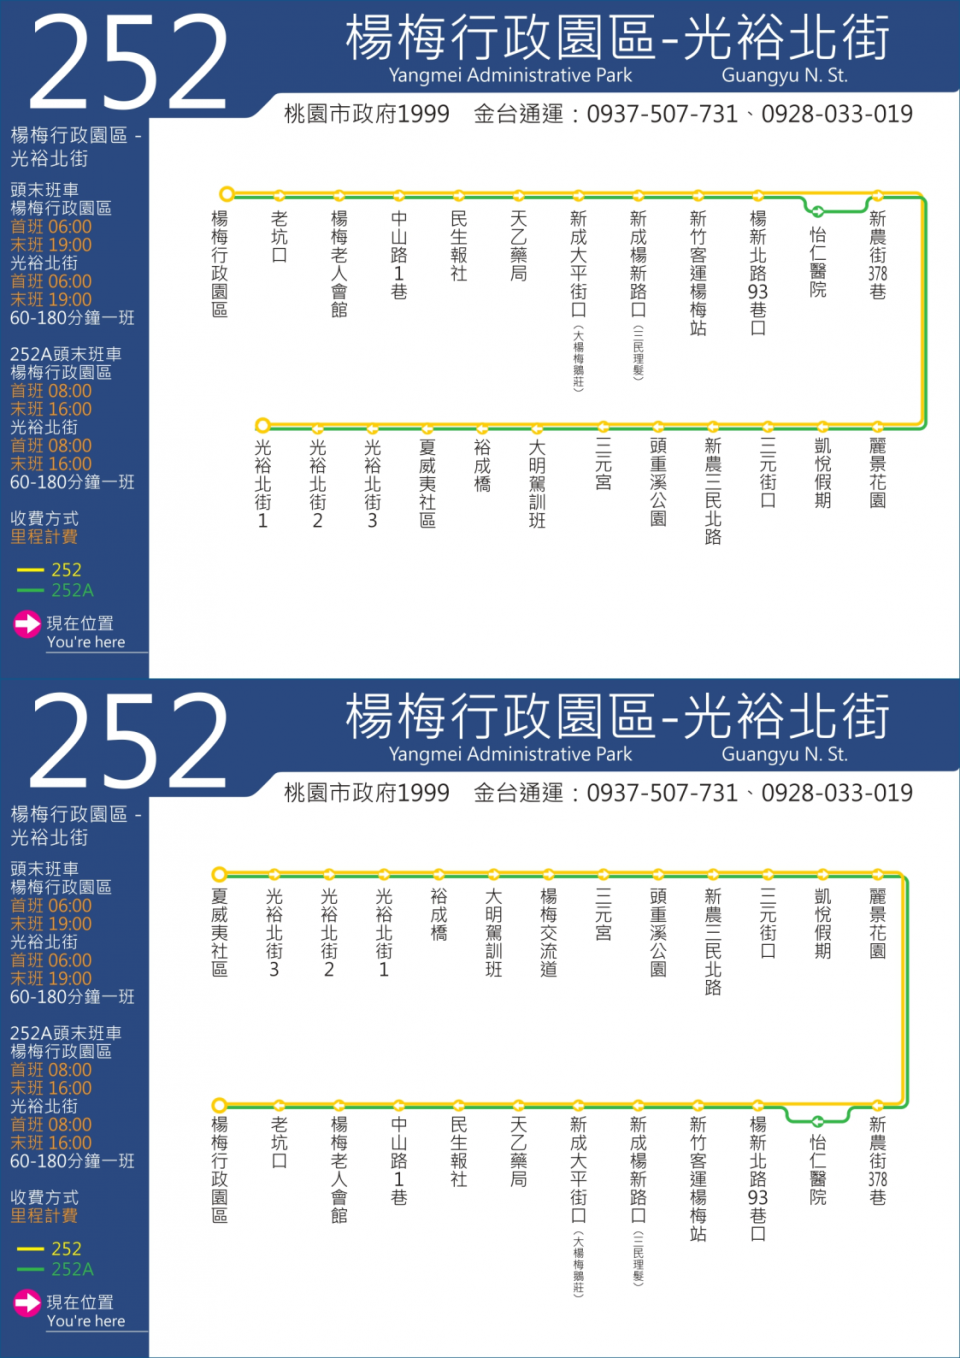 252
楊梅行政園區-光裕北街
Yangmei Administrative Park
Guangyu N. St.
桃園市政府1999 金台通運：0937-507-731、0928-033-019
楊梅行政園區 -
光裕北街
頭末班車
楊梅行政園區
首班 06:00
末班 19:00
光裕北街
首班 06:00
末班 19:00
60-180分鐘一班
252A頭末班車
楊梅行政園區
首班 08:00
末班 16:00
光裕北街
首班 08:00
末班 16:00
60-180分鐘一班
收費方式
里程計費
252
252A
現在位置
You're here
楊梅行政園區
老坑口
楊梅老人會館
中山路1巷
民生報社
天乙藥局
新成大平街口（大楊梅鵝莊）
新成楊新路口（三民理髮）
新竹客運楊梅站
楊新北路93巷口
怡仁醫院
新農街378巷
光裕北街1
光裕北街2
光裕北街3
夏威夷社區
裕成橋
大明駕訓班
三元宮
頭重溪公園
新農三民北路
三元街口
凱悅假期
麗景花園
252
楊梅行政園區-光裕北街
Yangmei Administrative Park
Guangyu N. St.
桃園市政府1999 金台通運：0937-507-731、0928-033-019
楊梅行政園區 -
光裕北街
頭末班車
楊梅行政園區
首班 06:00
末班 19:00
光裕北街
首班 06:00
末班 19:00
60-180分鐘一班
252A頭末班車
楊梅行政園區
首班 08:00
末班 16:00
光裕北街
首班 08:00
末班 16:00
60-180分鐘一班
收費方式
里程計費
252
252A
現在位置
You're here
夏威夷社區
光裕北街3
光裕北街2
光裕北街1
裕成橋
大明駕訓班
楊梅交流道
三元宮
頭重溪公園
新農三民北路
三元街口
凱悅假期
麗景花園
楊梅行政園區
老坑口
楊梅老人會館
中山路1巷
民生報社
天乙藥局
新成大平街口（大楊梅鵝莊）
新成楊新路口（三民理髮）
新竹客運楊梅站
楊新北路93巷口
怡仁醫院
新農街378巷